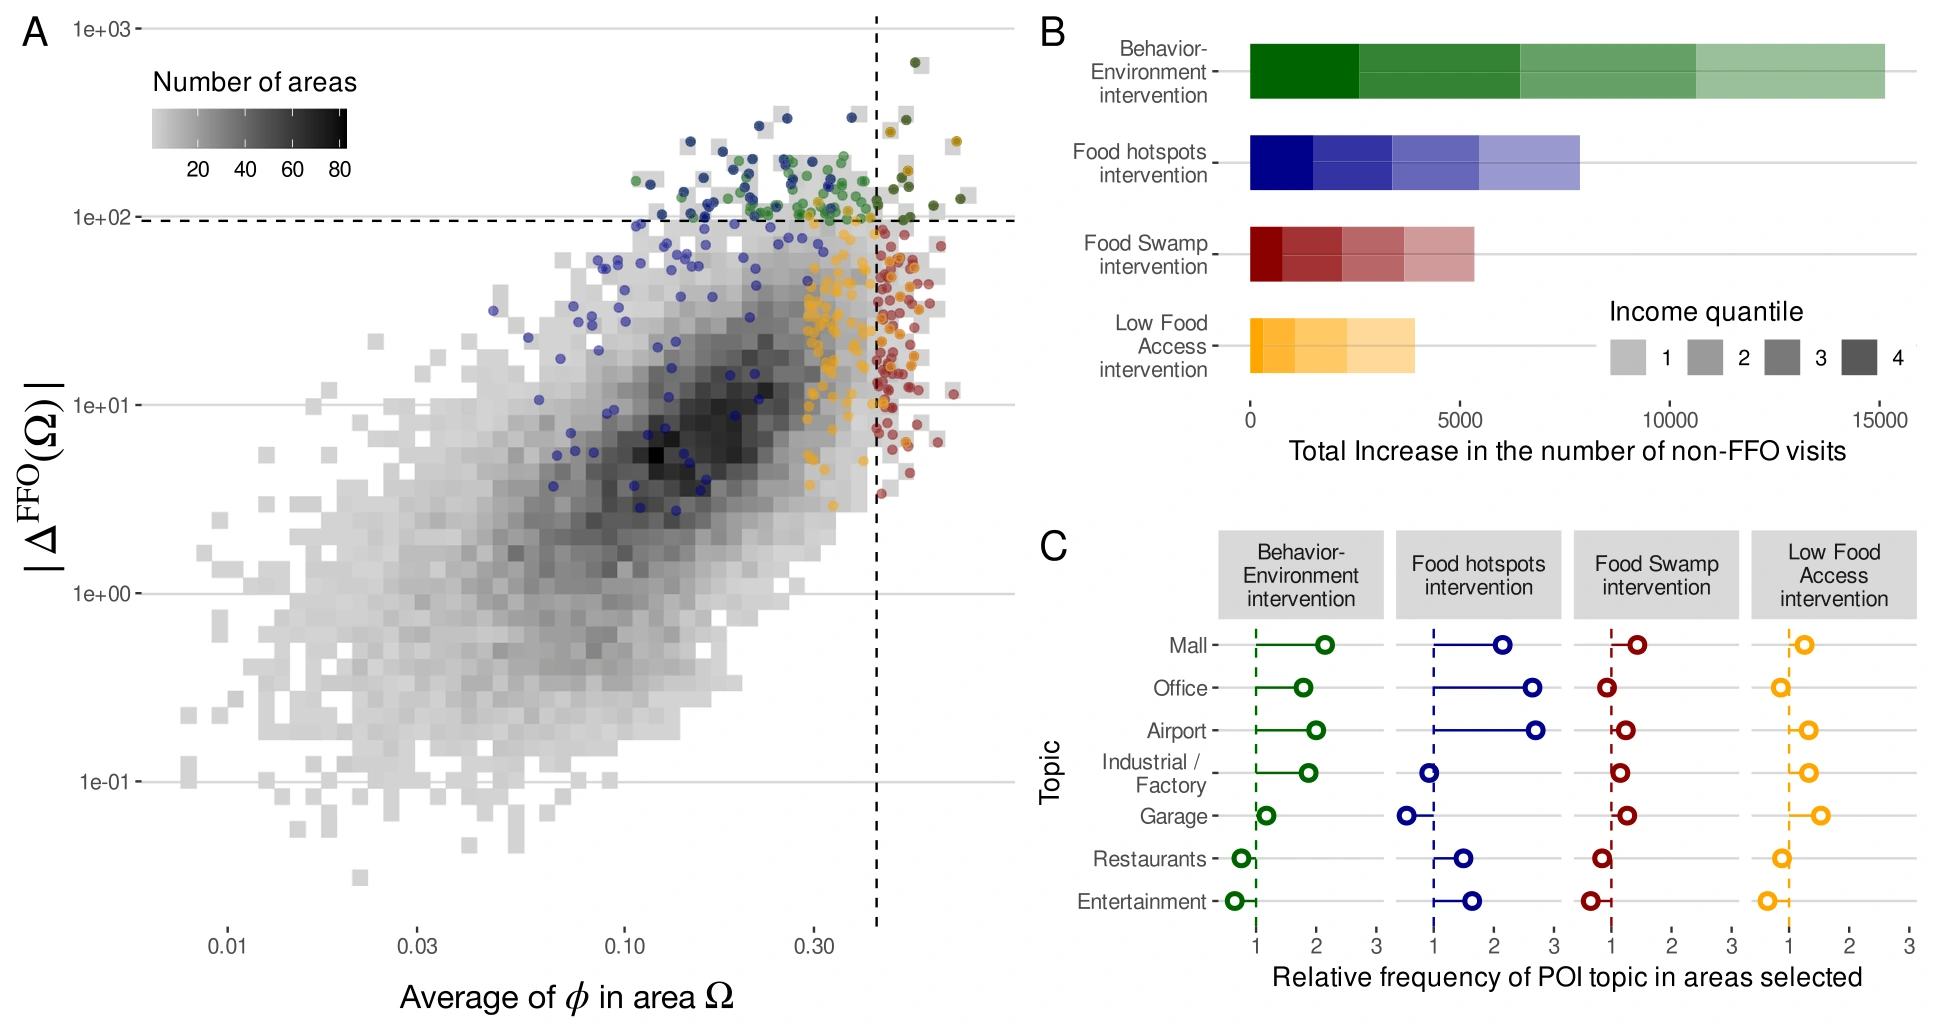 A
1e+03
1e+02
1e+01
1e+00
1e-01
Number of areas
20 40 60 80
|Δ^FFO(Ω)|
0.01 0.03 0.10 0.30
Average of ϕ in area Ω
B
Behavior-
Environment
intervention
Food hotspots
intervention
Food Swamp
intervention
Low Food
Access
intervention
Income quantile
1 2 3 4
0 5000 10000 15000
Total Increase in the number of non-FFO visits
C
Behavior-
Environment
intervention
Food hotspots
intervention
Food Swamp
intervention
Low Food
Access
intervention
Topic
Mall
Office
Airport
Industrial /
Factory
Garage
Restaurants
Entertainment
1 2 3 1 2 3 1 2 3 1 2 3
Relative frequency of POI topic in areas selected